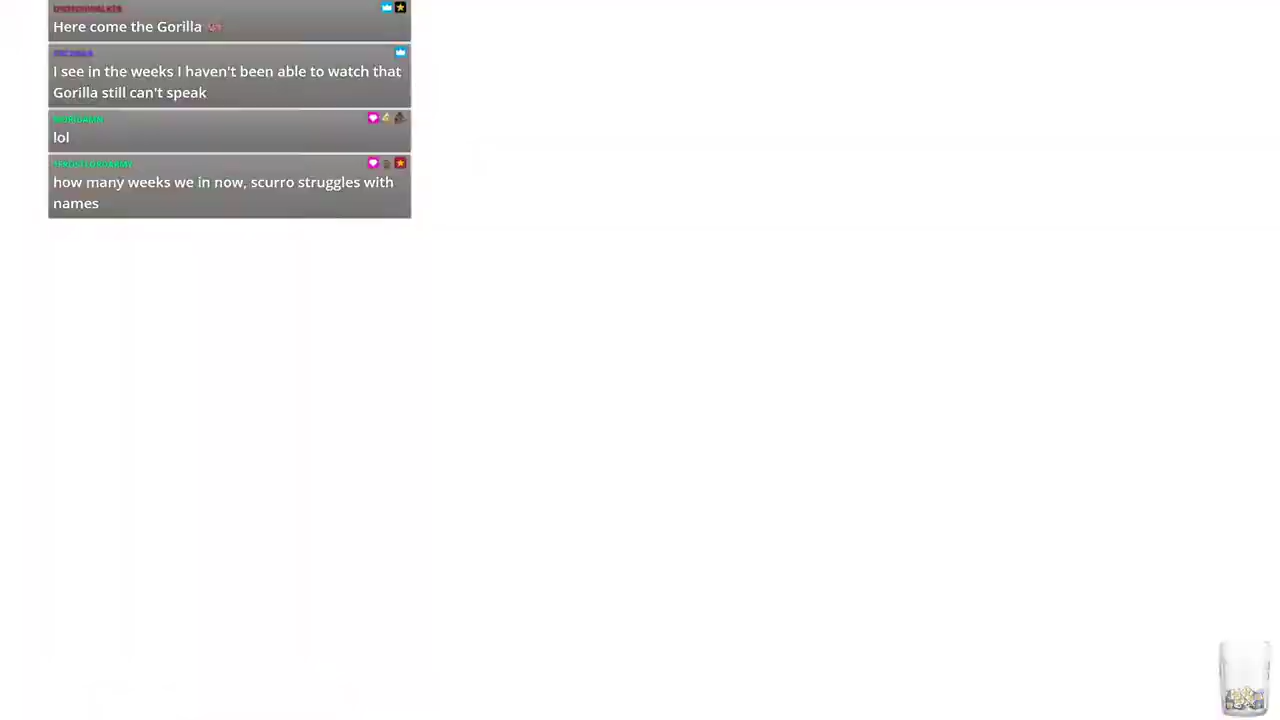 Here come the Gorilla
I see in the weeks I haven't been able to watch that
Gorilla still can't speak
lol
how many weeks we in now, scurro struggles with
names